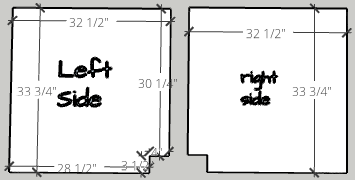 32 1/2"
32 1/2"
Left
Side
right
side
30 1/4"
33 3/4"
33 3/4"
28 1/2"
3 1/2"